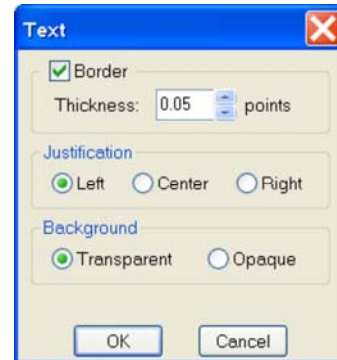 Text
Border
Thickness: 0.05 points
Justification
Left Center Right
Background
Transparent Opaque
OK Cancel